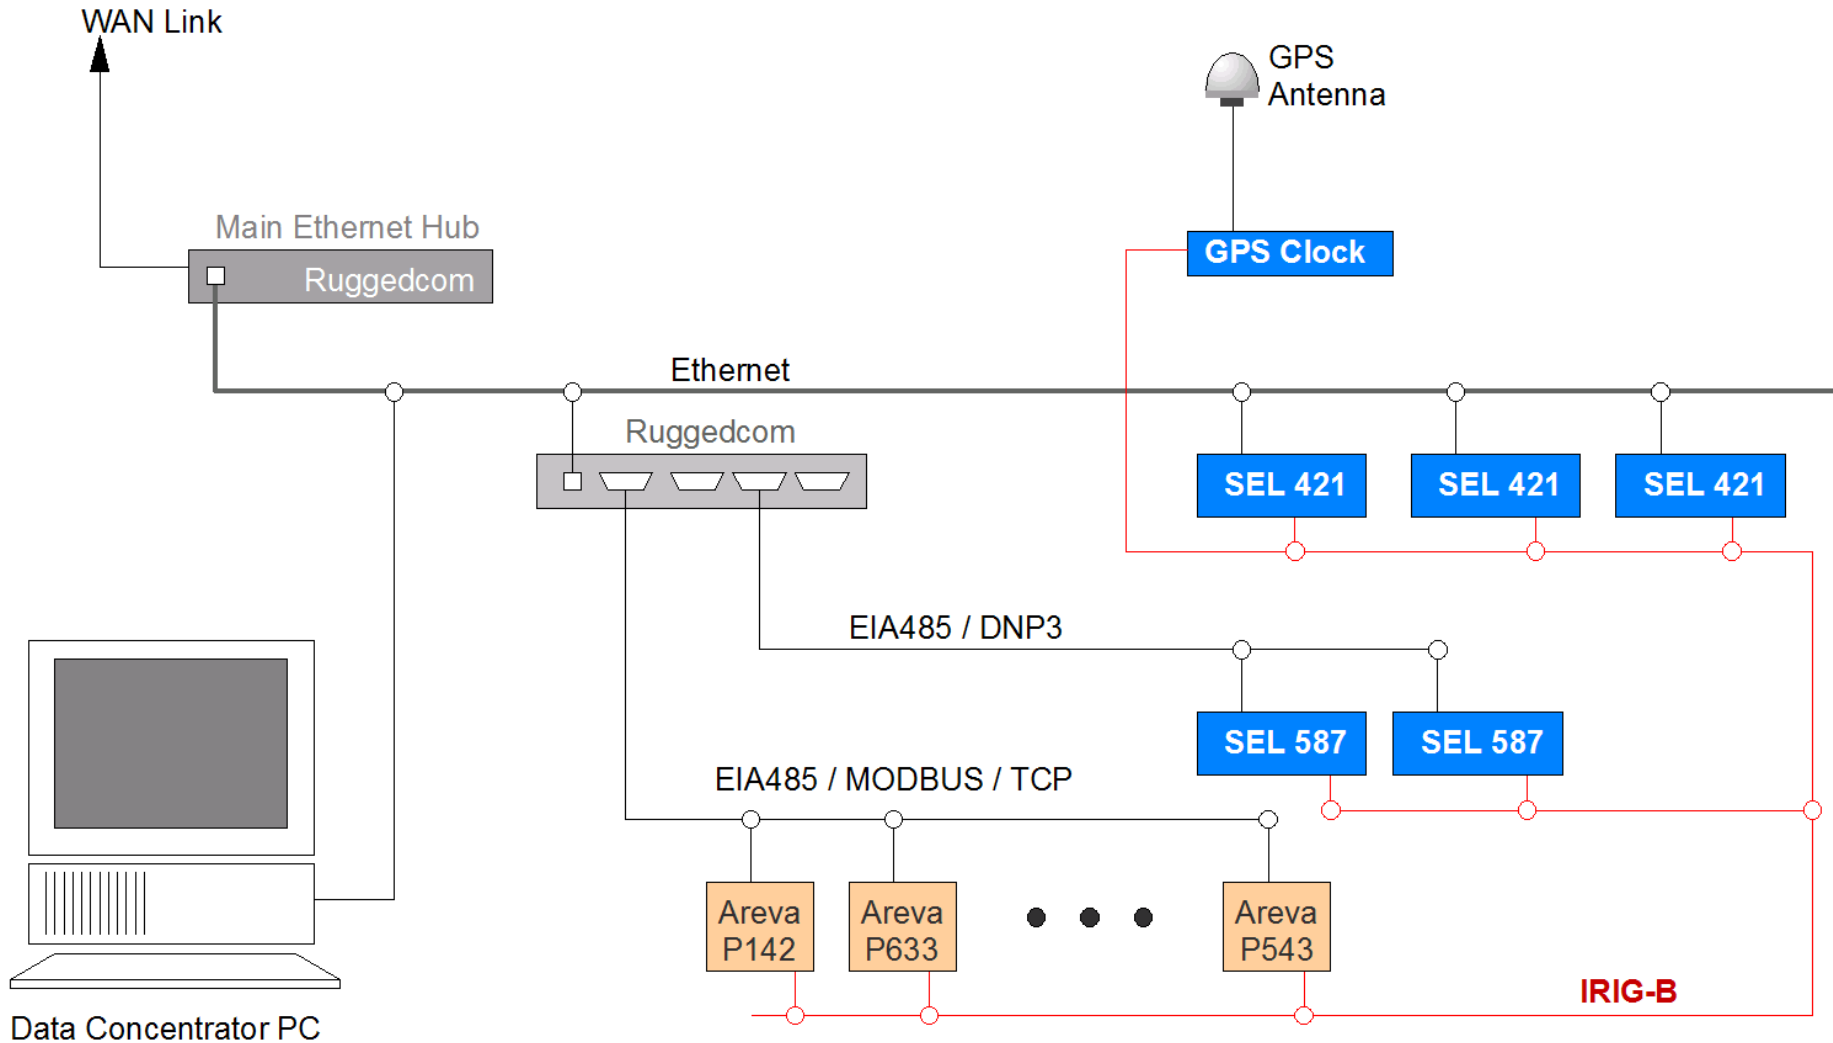 WAN Link
GPS
Antenna
Main Ethernet Hub
Ruggedcom
GPS Clock
Ethernet
Ruggedcom
SEL 421
SEL 421
SEL 421
EIA485 / DNP3
SEL 587
SEL 587
EIA485 / MODBUS / TCP
Areva
P142
Areva
P633
Areva
P543
IRIG-B
Data Concentrator PC